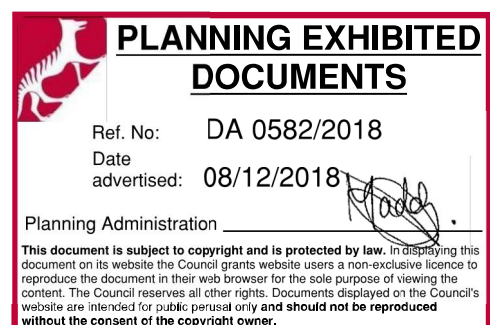 PLANNING EXHIBITED
DOCUMENTS
Ref. No: DA 0582/2018
Date
advertised: 08/12/2018
Planning Administration
This document is subject to copyright and is protected by law. In displaying this
document on its website the Council grants website users a non-exclusive licence to
reproduce the document in their web browser for the sole purpose of viewing the
content. The Council reserves all other rights. Documents displayed on the Council's
website are intended for public perusal only and should not be reproduced
without the consent of the copyright owner.